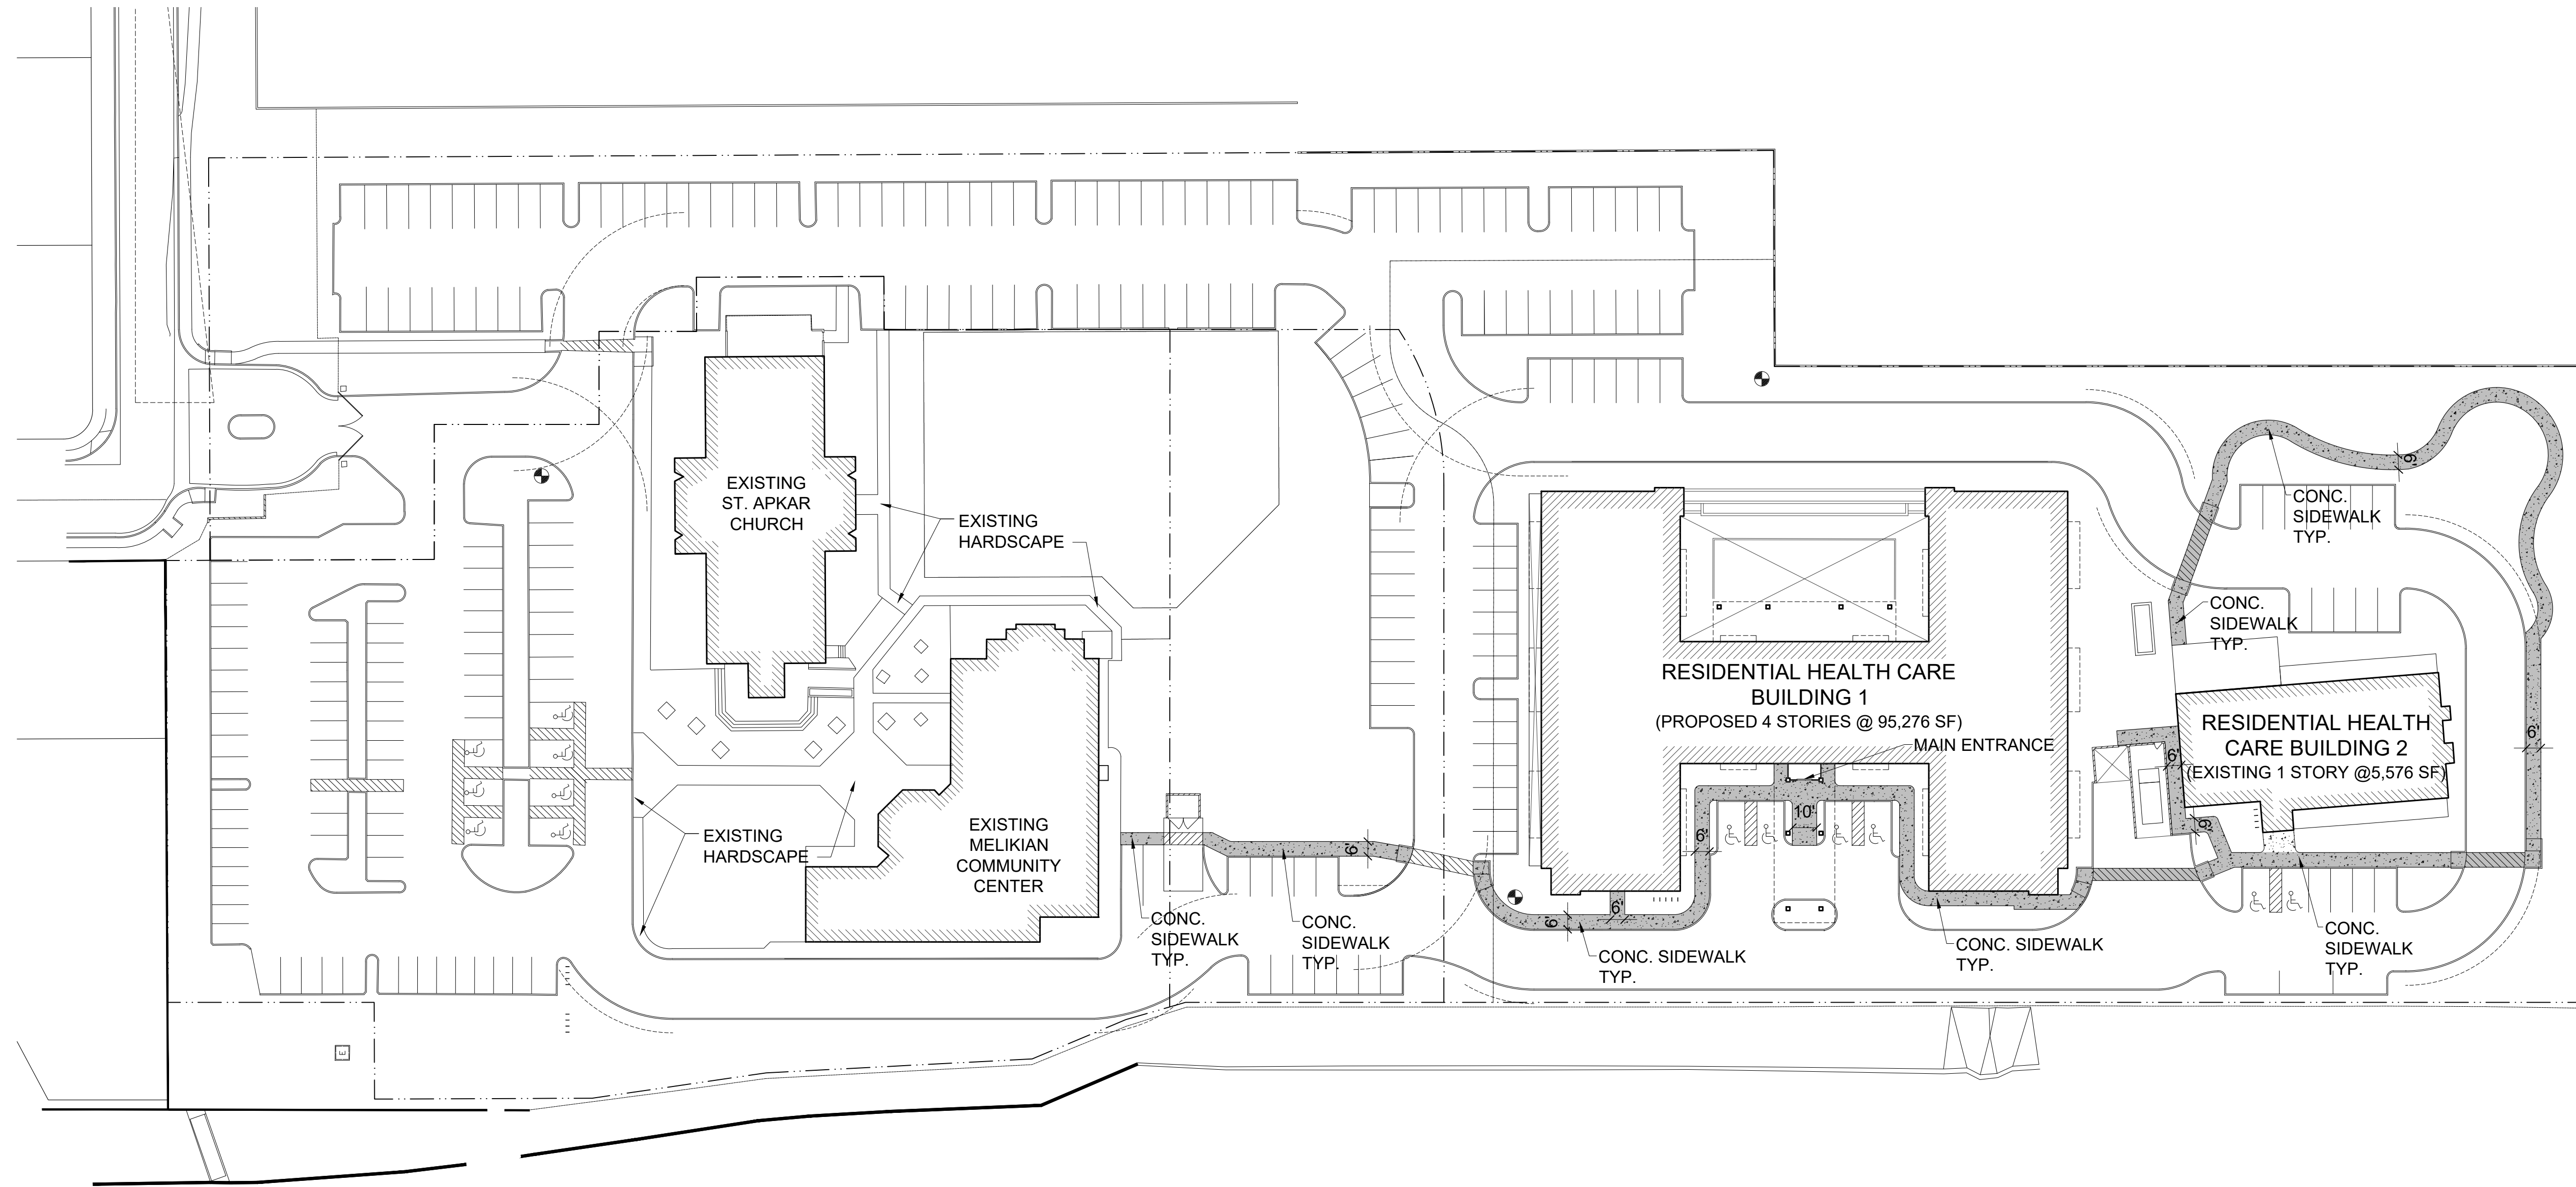 EXISTING
ST. APKAR
CHURCH
EXISTING
HARDSCAPE
EXISTING
HARDSCAPE
EXISTING
MELIKIAN
COMMUNITY
CENTER
CONC.
SIDEWALK
TYP.
CONC.
SIDEWALK
TYP.
6'
RESIDENTIAL HEALTH CARE
BUILDING 1
(PROPOSED 4 STORIES @ 95,276 SF)
MAIN ENTRANCE
10'
6'
6'
6'
CONC. SIDEWALK
TYP.
CONC. SIDEWALK
TYP.
6'
CONC.
SIDEWALK
TYP.
CONC.
SIDEWALK
TYP.
RESIDENTIAL HEALTH
CARE BUILDING 2
(EXISTING 1 STORY @5,576 SF)
6'
6'
6'
CONC.
SIDEWALK
TYP.
E